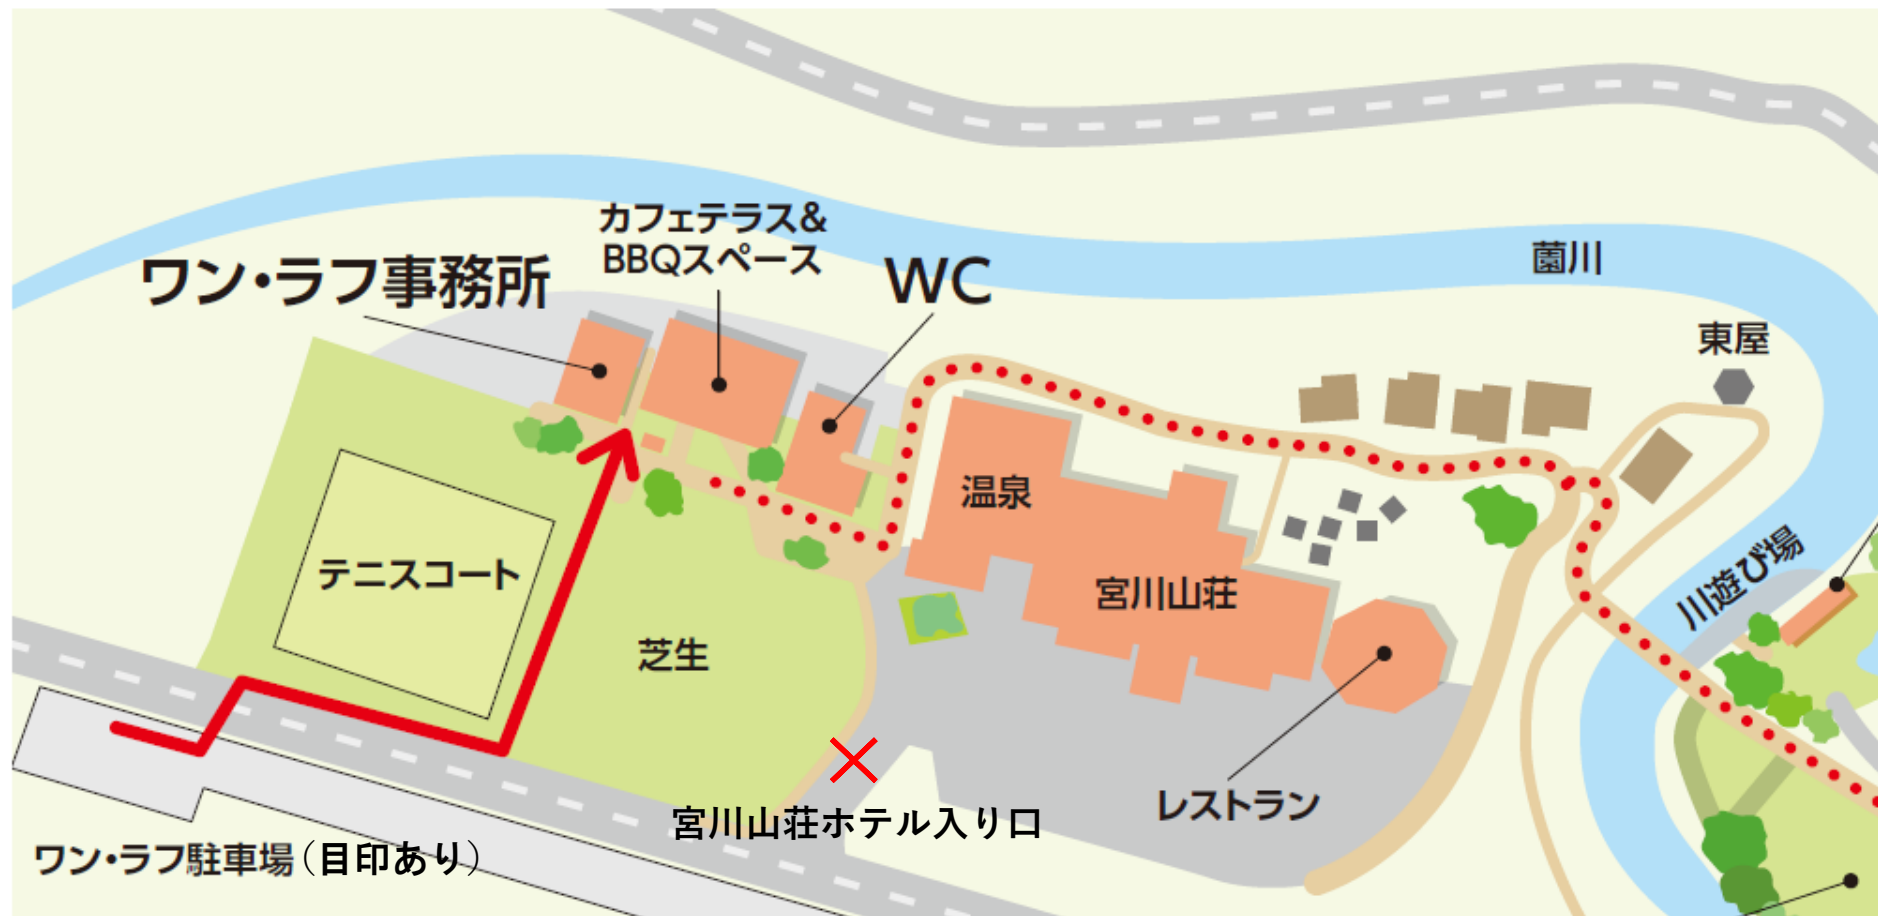 カフェテラス&
BBQスペース
ワン・ラフ事務所
WC
薗川
東屋
温泉
テニスコート
宮川山荘
川遊び場
芝生
レストラン
宮川山荘ホテル入り口
ワン・ラフ駐車場(目印あり)